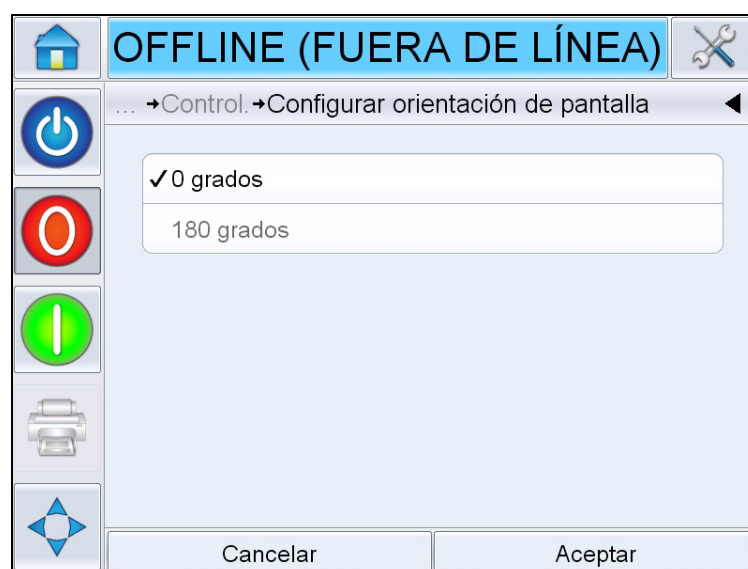 OFFLINE (FUERA DE LÍNEA)
... →Control. →Configurar orientación de pantalla
✓0 grados
180 grados
Cancelar
Aceptar